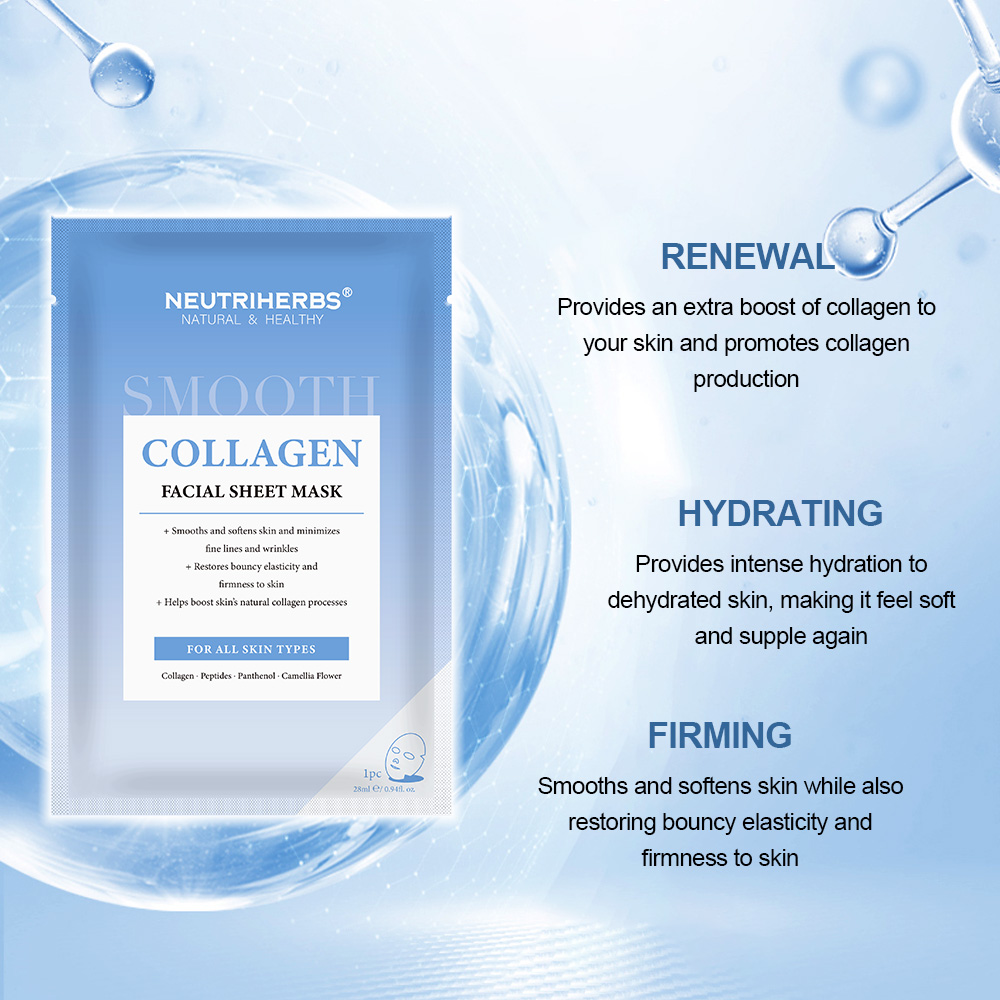 NEUTRIHERBS®
NATURAL & HEALTHY
SMOOTH
COLLAGEN
FACIAL SHEET MASK
+ Smooths and softens skin and minimizes
fine lines and wrinkles
+ Restores bouncy elasticity and
firmness to skin
+ Helps boost skin's natural collagen processes
FOR ALL SKIN TYPES
Collagen · Peptides · Panthenol · Camellia Flower
1pc
28ml ℮/ 0.94fl. oz.
RENEWAL
Provides an extra boost of collagen to
your skin and promotes collagen
production
HYDRATING
Provides intense hydration to
dehydrated skin, making it feel soft
and supple again
FIRMING
Smooths and softens skin while also
restoring bouncy elasticity and
firmness to skin